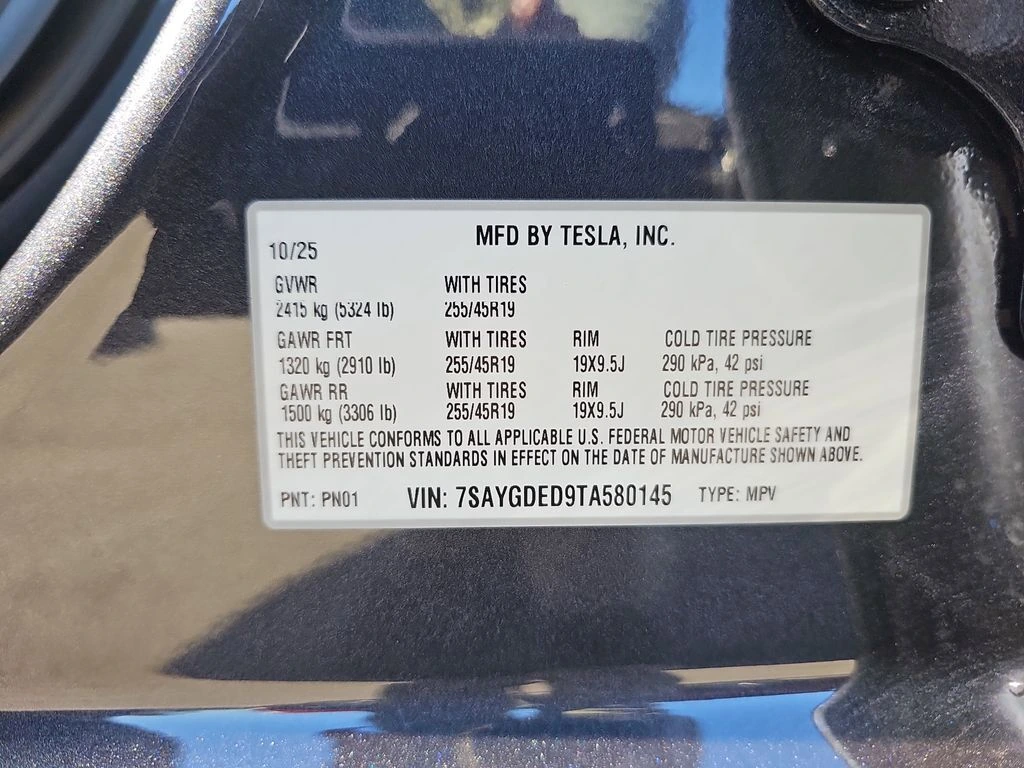 MFD BY TESLA, INC.
10/25
GVWR WITH TIRES
2415 kg (5324 lb) 255/45R19
GAWR FRT WITH TIRES RIM COLD TIRE PRESSURE
1320 kg (2910 lb) 255/45R19 19X9.5J 290 kPa, 42 psi
GAWR RR WITH TIRES RIM COLD TIRE PRESSURE
1500 kg (3306 lb) 255/45R19 19X9.5J 290 kPa, 42 psi
THIS VEHICLE CONFORMS TO ALL APPLICABLE U.S. FEDERAL MOTOR VEHICLE SAFETY AND
THEFT PREVENTION STANDARDS IN EFFECT ON THE DATE OF MANUFACTURE SHOWN ABOVE.
PNT: PN01 VIN: 7SAYGDED9TA580145 TYPE: MPV